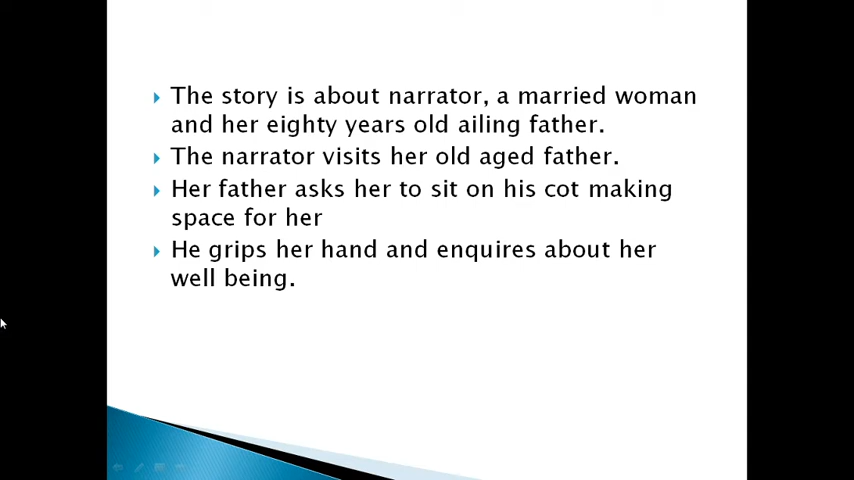 The story is about narrator, a married woman
and her eighty years old ailing father.
The narrator visits her old aged father.
Her father asks her to sit on his cot making
space for her
He grips her hand and enquires about her
well being.